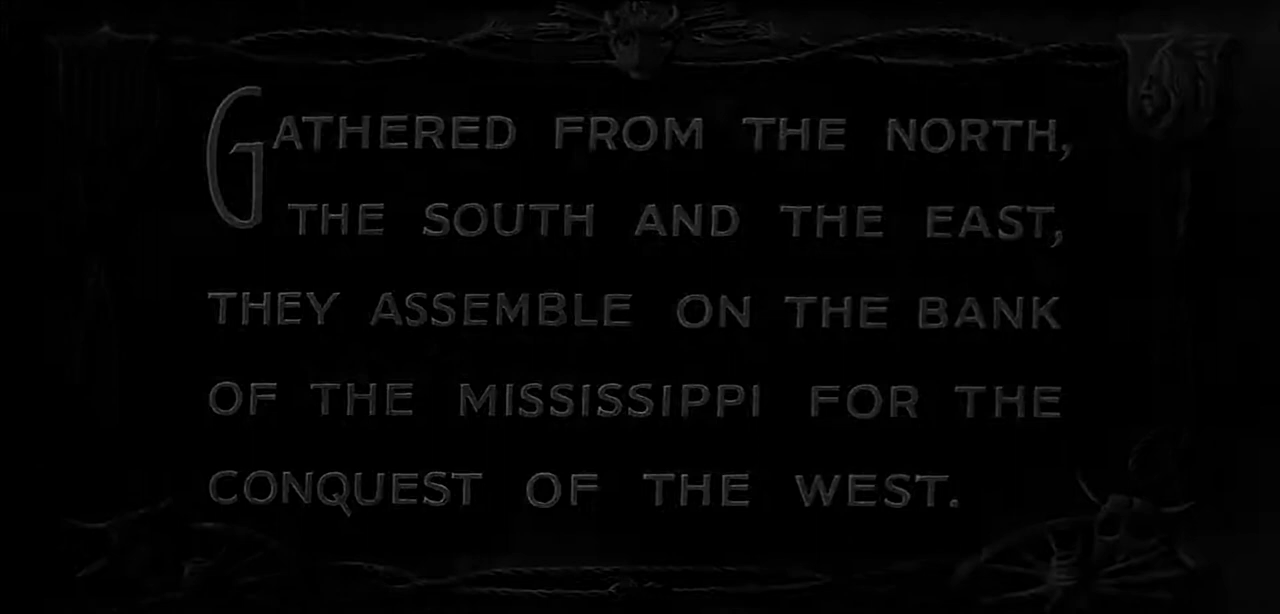 GATHERED FROM THE NORTH,
THE SOUTH AND THE EAST,
THEY ASSEMBLE ON THE BANK
OF THE MISSISSIPPI FOR THE
CONQUEST OF THE WEST.